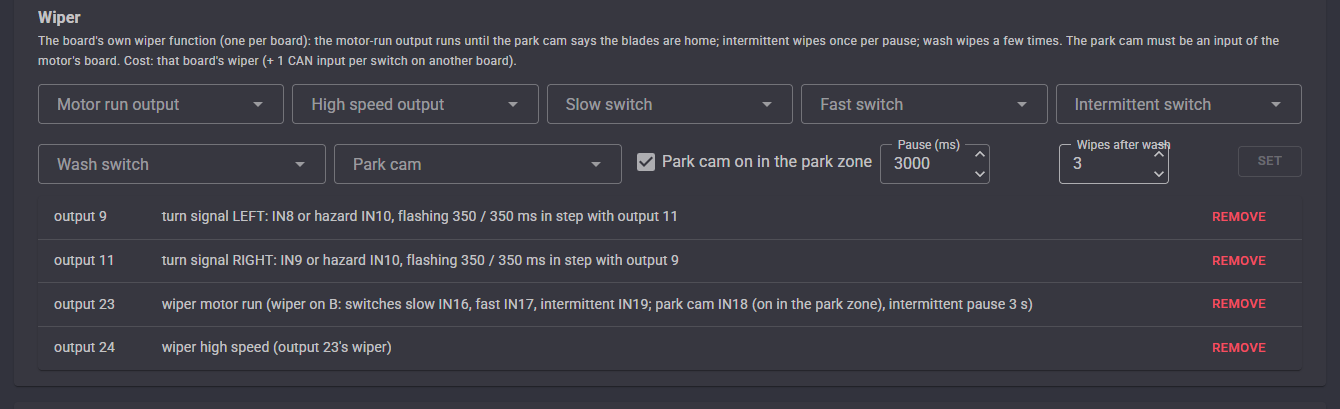 Wiper
The board's own wiper function (one per board): the motor-run output runs until the park cam says the blades are home; intermittent wipes once per pause; wash wipes a few times. The park cam must be an input of the
motor's board. Cost: that board's wiper (+ 1 CAN input per switch on another board).
Motor run output High speed output Slow switch Fast switch Intermittent switch
Pause (ms) Wipes after wash
Wash switch Park cam Park cam on in the park zone 3000 3 SET
output 9 turn signal LEFT: IN8 or hazard IN10, flashing 350 / 350 ms in step with output 11 REMOVE
output 11 turn signal RIGHT: IN9 or hazard IN10, flashing 350 / 350 ms in step with output 9 REMOVE
output 23 wiper motor run (wiper on B: switches slow IN16, fast IN17, intermittent IN19; park cam IN18 (on in the park zone), intermittent pause 3 s) REMOVE
output 24 wiper high speed (output 23's wiper) REMOVE